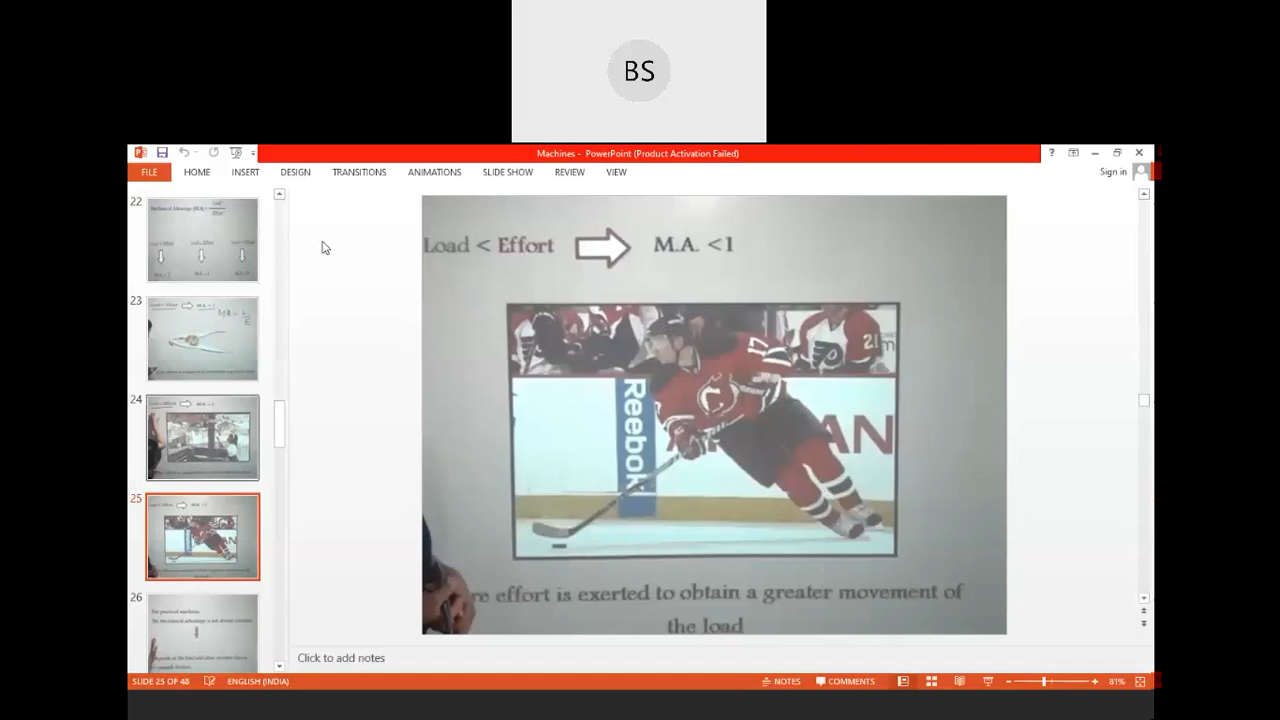 BS
Machines - PowerPoint (Product Activation Failed)
?
FILE HOME INSERT DESIGN TRANSITIONS ANIMATIONS SLIDE SHOW REVIEW VIEW Sign in
22
23
24
25
26
Load < Effort M.A. <1
17
21
Reebok
AN
re effort is exerted to obtain a greater movement of
the load
Click to add notes
SLIDE 25 OF 48 ENGLISH (INDIA) NOTES COMMENTS 81%